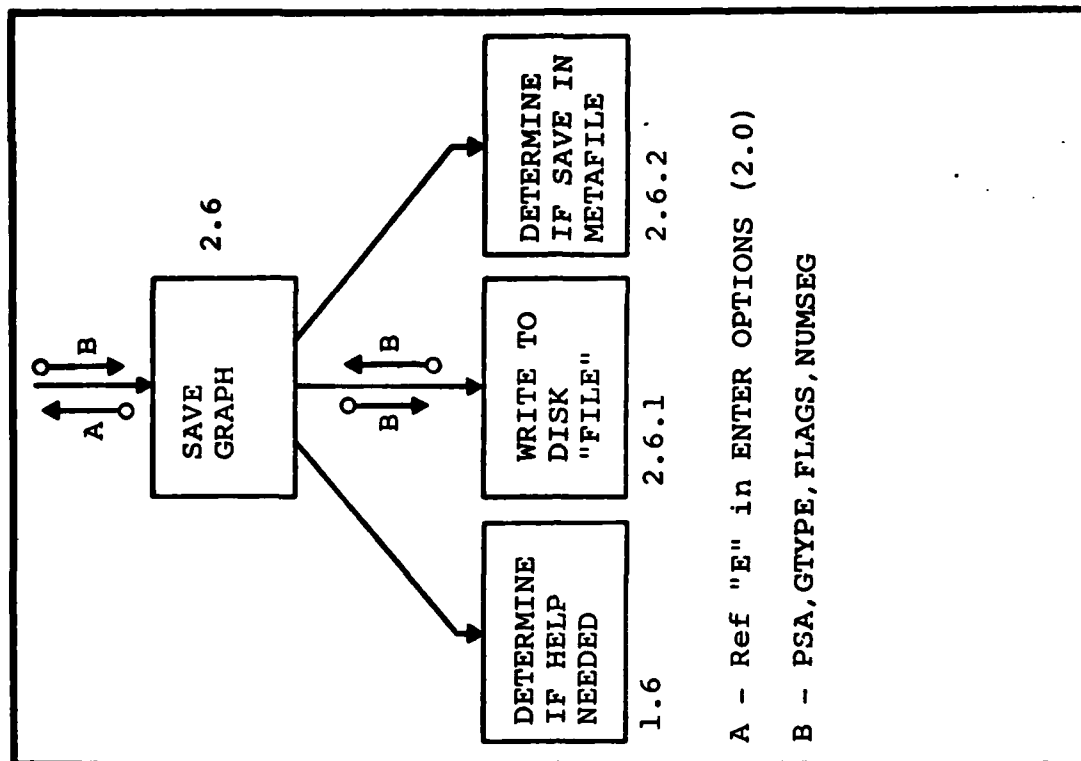 A
B
SAVE
GRAPH
2.6
B
B
DETERMINE
IF HELP
NEEDED
1.6
WRITE TO
DISK
"FILE"
2.6.1
DETERMINE
IF SAVE IN
METAFILE
2.6.2
A - Ref "E" in ENTER OPTIONS (2.0)
B - PSA,GTYPE,FLAGS,NUMSEG